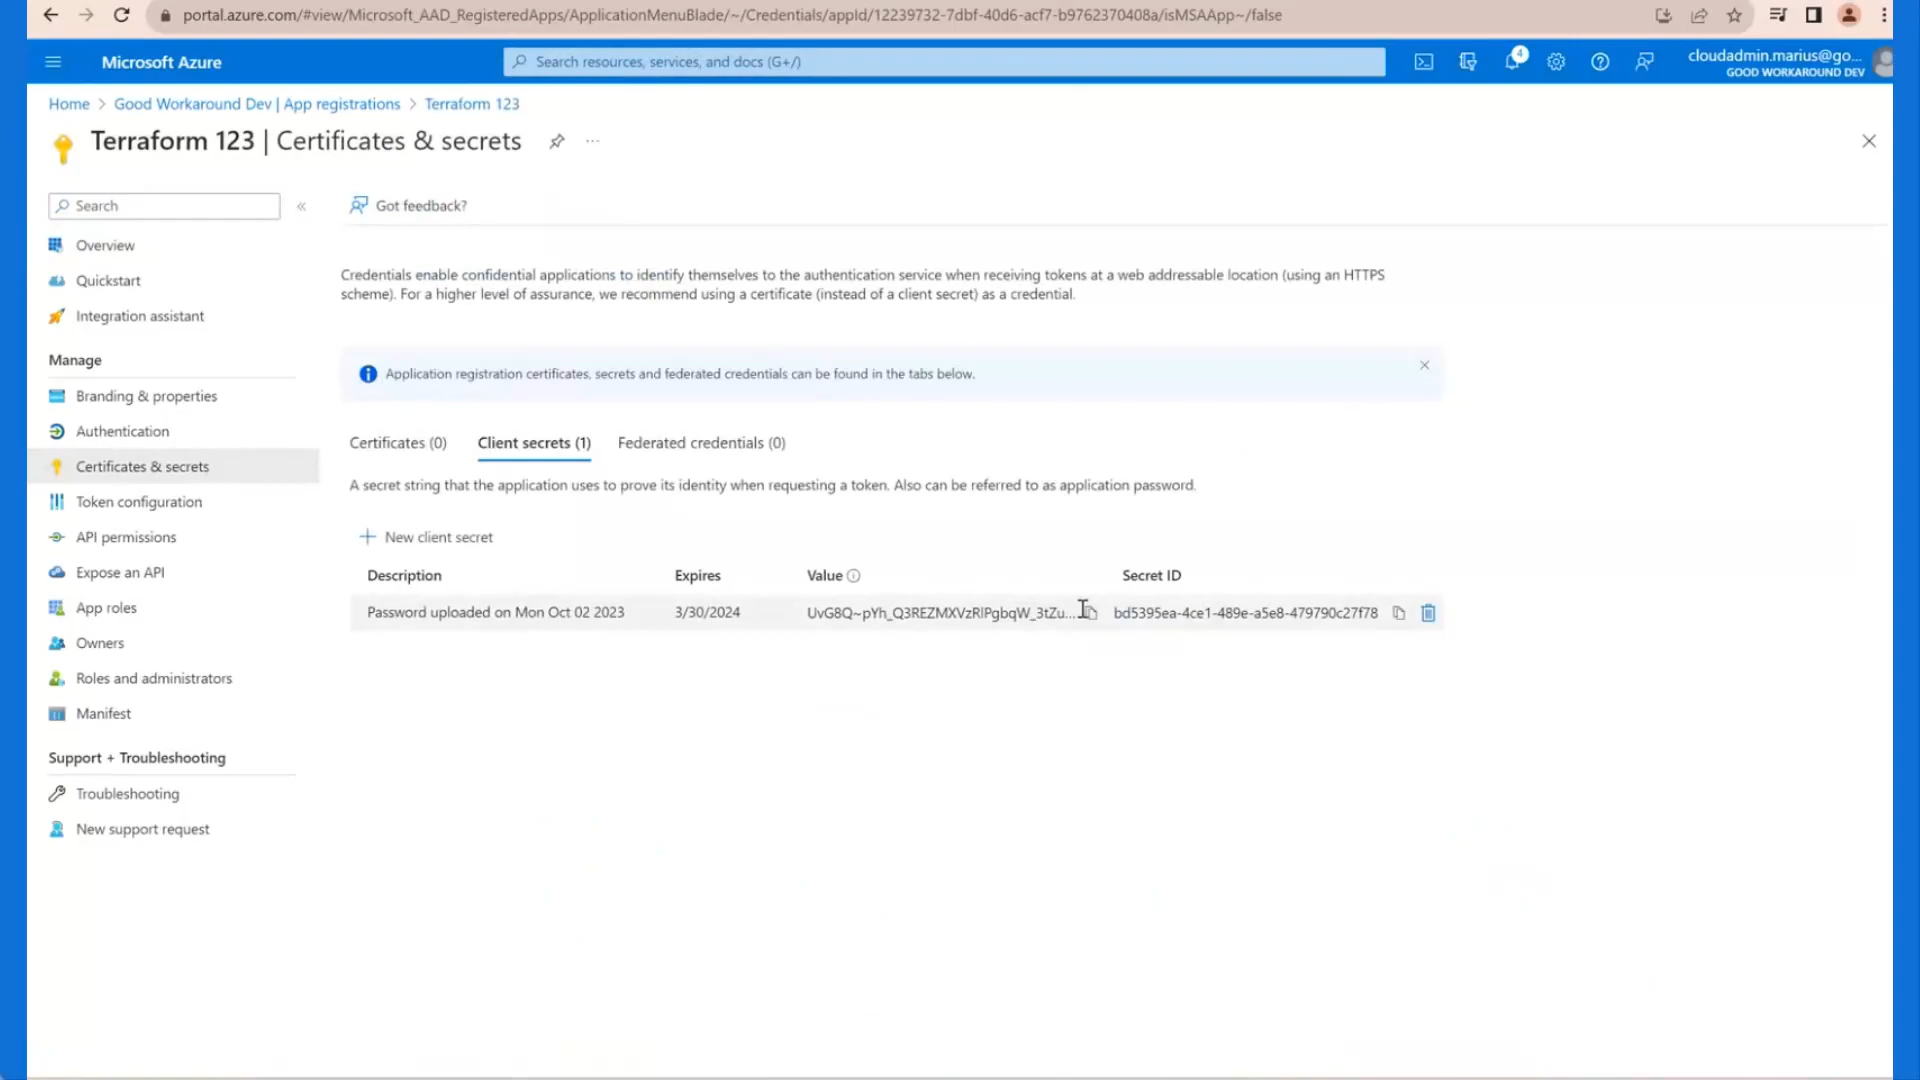 portal.azure.com/#view/Microsoft_AAD_RegisteredApps/ApplicationMenuBlade/~/Credentials/appId/12239732-7dbf-40d6-acf7-b9762370408a/isMSAApp~/false
Microsoft Azure
Search resources, services, and docs (G+/)
4
cloudadmin.marius@go...
GOOD WORKAROUND DEV
Home > Good Workaround Dev | App registrations > Terraform 123
Terraform 123 | Certificates & secrets
Search
«
Got feedback?
Overview
Quickstart
Integration assistant
Manage
Branding & properties
Authentication
Certificates & secrets
Token configuration
API permissions
Expose an API
App roles
Owners
Roles and administrators
Manifest
Support + Troubleshooting
Troubleshooting
New support request
Credentials enable confidential applications to identify themselves to the authentication service when receiving tokens at a web addressable location (using an HTTPS
scheme). For a higher level of assurance, we recommend using a certificate (instead of a client secret) as a credential.
Application registration certificates, secrets and federated credentials can be found in the tabs below.
Certificates (0) Client secrets (1) Federated credentials (0)
A secret string that the application uses to prove its identity when requesting a token. Also can be referred to as application password.
New client secret
Description Expires Value Secret ID
Password uploaded on Mon Oct 02 2023 3/30/2024 UvG8Q~pYh_Q3REZMXVzRlPgbqW_3tZu... bd5395ea-4ce1-489e-a5e8-479790c27f78